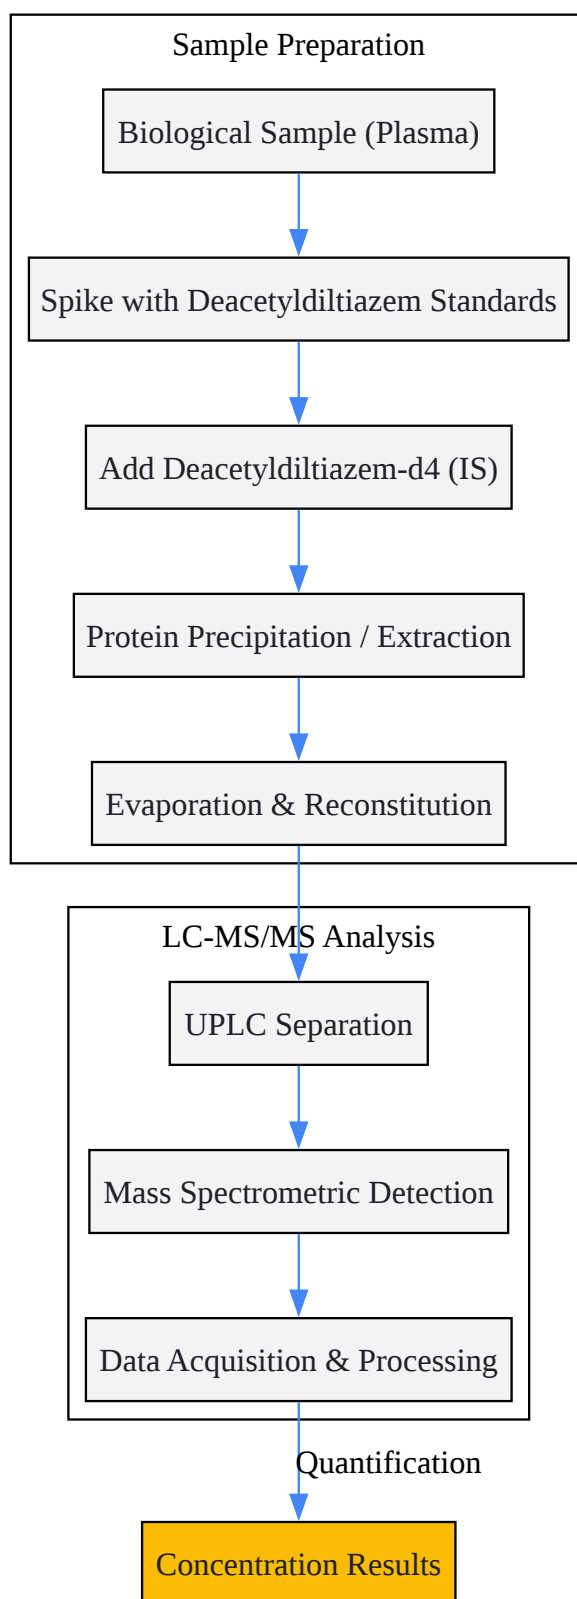 Sample Preparation
Biological Sample (Plasma)
Spike with Deacetyldiltiazem Standards
Add Deacetyldiltiazem-d4 (IS)
Protein Precipitation / Extraction
Evaporation & Reconstitution
LC-MS/MS Analysis
UPLC Separation
Mass Spectrometric Detection
Data Acquisition & Processing
Quantification
Concentration Results